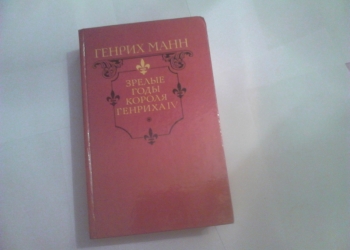 ГЕНРИХ МАНН
ЗРЕЛЫЕ
ГОДЫ
КОРОЛЯ
ГЕНРИХА IV